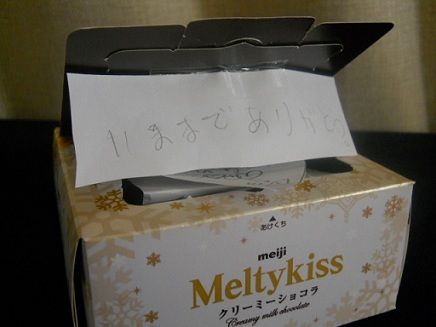 いままでありがとう。
あけくち
meiji
Meltykiss
クリーミーショコラ
Creamy milk chocolate